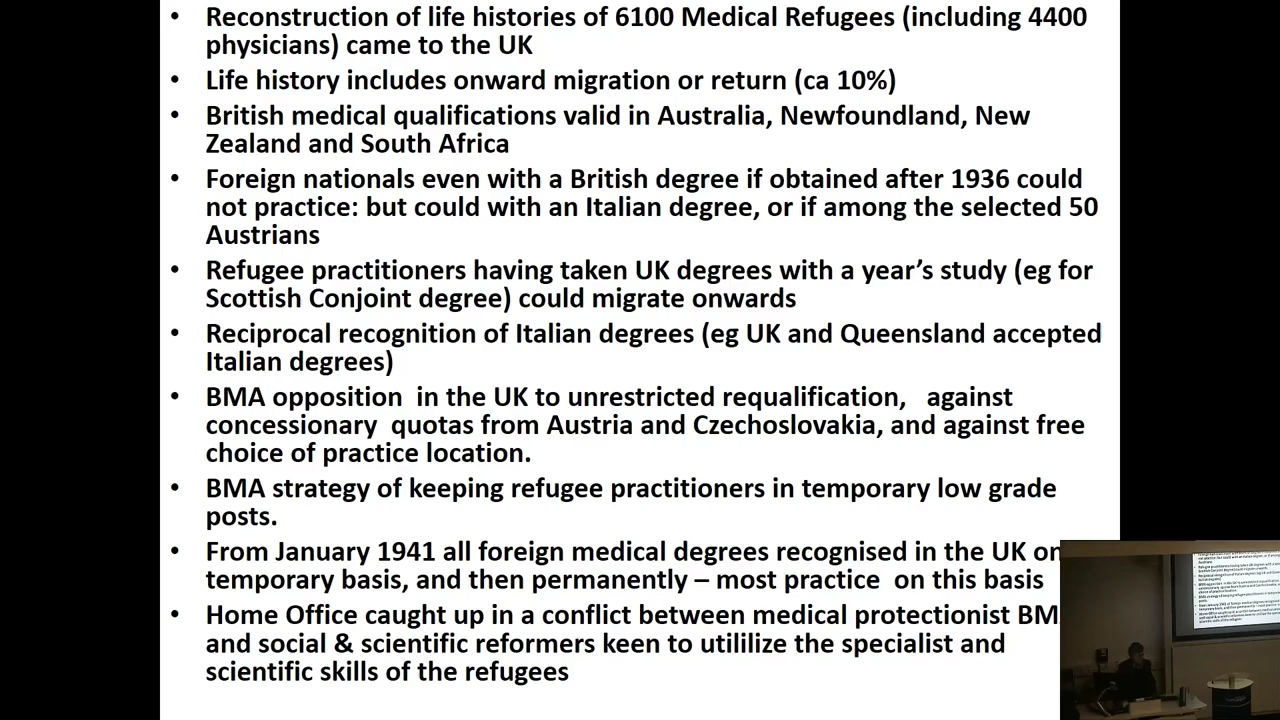 • Reconstruction of life histories of 6100 Medical Refugees (including 4400
physicians) came to the UK
• Life history includes onward migration or return (ca 10%)
• British medical qualifications valid in Australia, Newfoundland, New
Zealand and South Africa
• Foreign nationals even with a British degree if obtained after 1936 could
not practice: but could with an Italian degree, or if among the selected 50
Austrians
• Refugee practitioners having taken UK degrees with a year’s study (eg for
Scottish Conjoint degree) could migrate onwards
• Reciprocal recognition of Italian degrees (eg UK and Queensland accepted
Italian degrees)
• BMA opposition in the UK to unrestricted requalification, against
concessionary quotas from Austria and Czechoslovakia, and against free
choice of practice location.
• BMA strategy of keeping refugee practitioners in temporary low grade
posts.
• From January 1941 all foreign medical degrees recognised in the UK on
temporary basis, and then permanently – most practice on this basis
• Home Office caught up in a conflict between medical protectionist BM
and social & scientific reformers keen to utililize the specialist and
scientific skills of the refugees